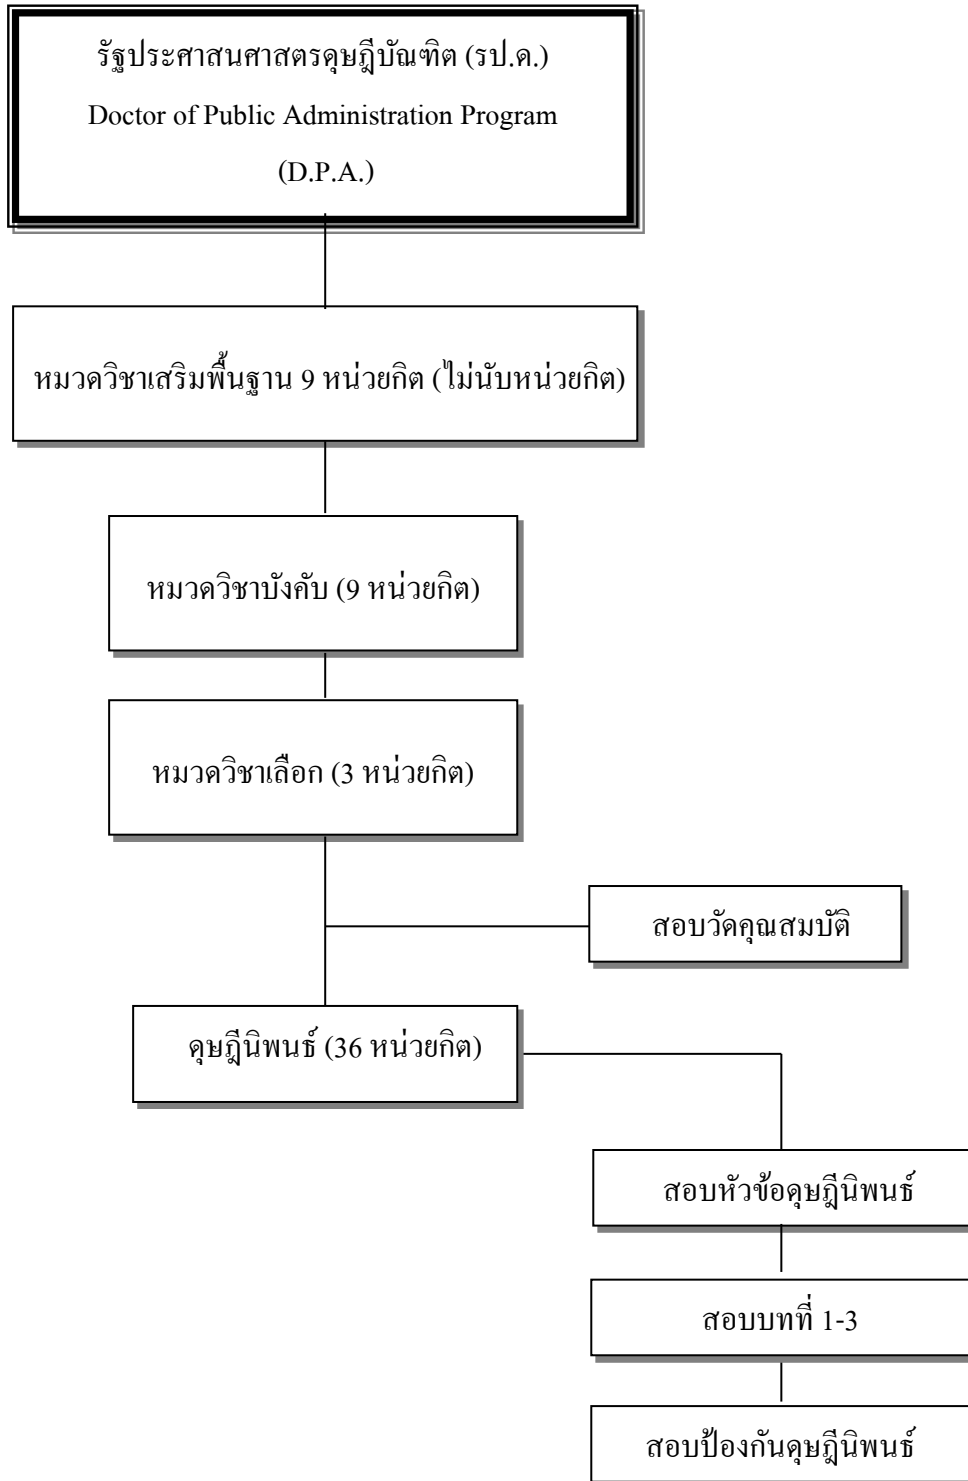 รัฐประศาสนศาสตรดุษฎีบัณฑิต (รป.ด.)
Doctor of Public Administration Program
(D.P.A.)
หมวดวิชาเสริมพื้นฐาน 9 หน่วยกิต (ไม่นับหน่วยกิต)
หมวดวิชาบังคับ (9 หน่วยกิต)
หมวดวิชาเลือก (3 หน่วยกิต)
สอบวัดคุณสมบัติ
ดุษฎีนิพนธ์ (36 หน่วยกิต)
สอบหัวข้อดุษฎีนิพนธ์
สอบบทที่ 1-3
สอบป้องกันดุษฎีนิพนธ์